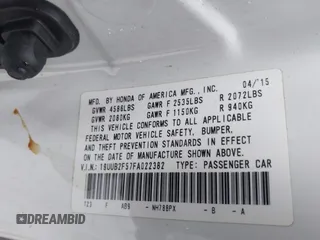 MFD. BY HONDA OF AMERICA MFG., INC. 04/15
GVWR 4586LBS GAWR F 2535LBS R 2072LBS
GVWR 2080KG GAWR F 1150KG R 940KG
THIS VEHICLE CONFORMS TO ALL APPLICABLE
FEDERAL MOTOR VEHICLE SAFETY, BUMPER,
AND THEFT PREVENTION STANDARDS IN EFFECT
ON THE DATE OF MANUFACTURE SHOWN ABOVE.
V.I.N.: 19UUB2F57FA022382 TYPE: PASSENGER CAR
123 F 4B9 - NH788PX - B - A
DREAMBID